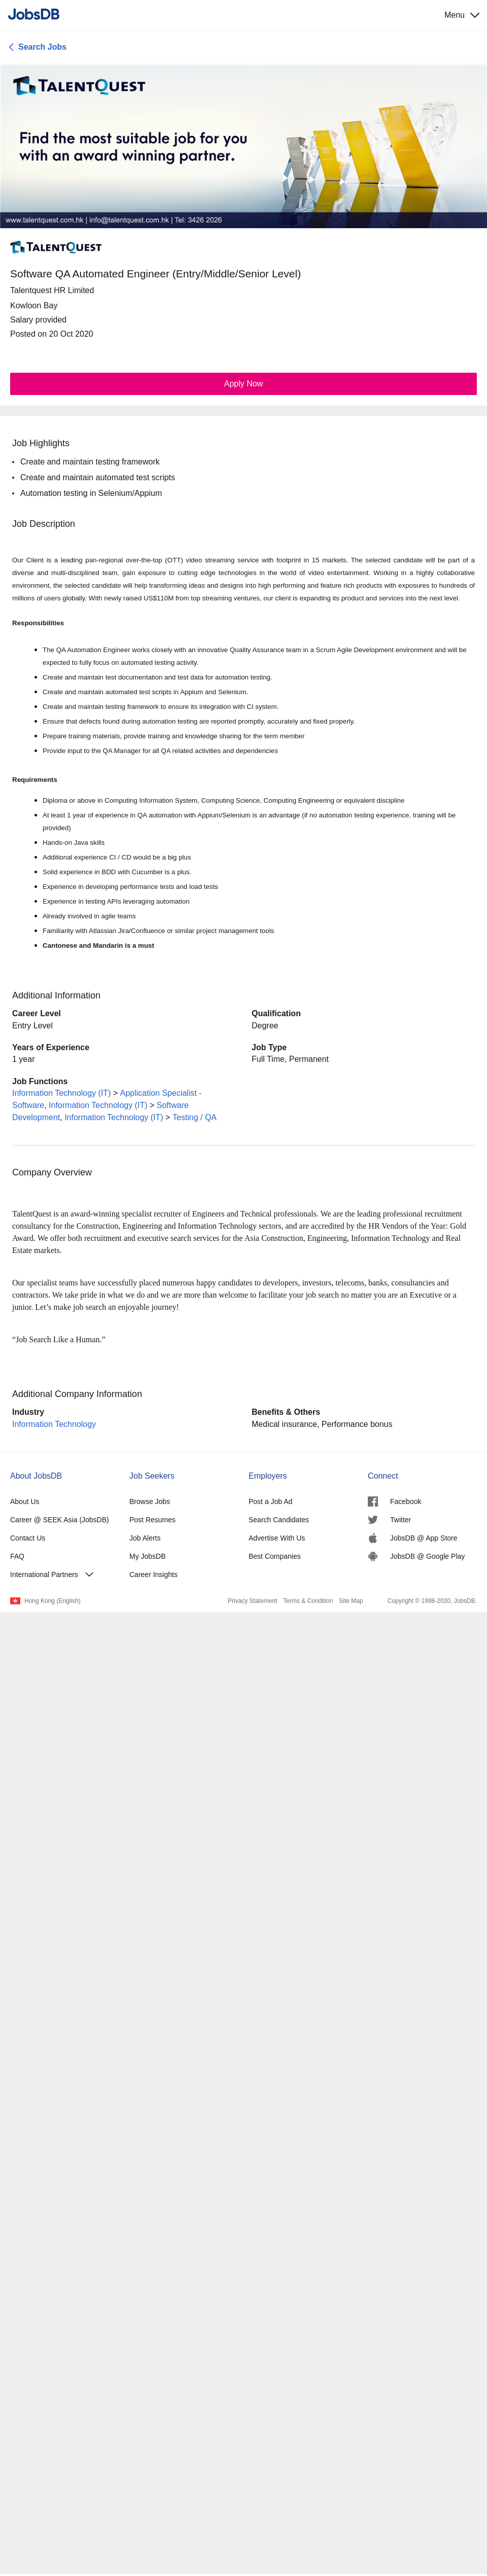 JobsDB
Menu
Search Jobs
TALENTQUEST
Find the most suitable job for you
with an award winning partner.
www.talentquest.com.hk | info@talentquest.com.hk | Tel: 3426 2026
TALENTQUEST
Software QA Automated Engineer (Entry/Middle/Senior Level)
Talentquest HR Limited
Kowloon Bay
Salary provided
Posted on 20 Oct 2020
Apply Now
Job Highlights
• Create and maintain testing framework
• Create and maintain automated test scripts
• Automation testing in Selenium/Appium
Job Description
Our Client is a leading pan-regional over-the-top (OTT) video streaming service with footprint in 15 markets. The selected candidate will be part of a
diverse and multi-disciplined team, gain exposure to cutting edge technologies in the world of video entertainment. Working in a highly collaborative
environment, the selected candidate will help transforming ideas and designs into high performing and feature rich products with exposures to hundreds of
millions of users globally. With newly raised US$110M from top streaming ventures, our client is expanding its product and services into the next level.
Responsibilities
• The QA Automation Engineer works closely with an innovative Quality Assurance team in a Scrum Agile Development environment and will be
expected to fully focus on automated testing activity.
• Create and maintain test documentation and test data for automation testing.
• Create and maintain automated test scripts in Appium and Selenium.
• Create and maintain testing framework to ensure its integration with CI system.
• Ensure that defects found during automation testing are reported promptly, accurately and fixed properly.
• Prepare training materials, provide training and knowledge sharing for the term member
• Provide input to the QA Manager for all QA related activities and dependencies
Requirements
• Diploma or above in Computing Information System, Computing Science, Computing Engineering or equivalent discipline
• At least 1 year of experience in QA automation with Appium/Selenium is an advantage (if no automation testing experience, training will be
provided)
• Hands-on Java skills
• Additional experience CI / CD would be a big plus
• Solid experience in BDD with Cucumber is a plus.
• Experience in developing performance tests and load tests
• Experience in testing APIs leveraging automation
• Already involved in agile teams
• Familiarity with Atlassian Jira/Confluence or similar project management tools
• Cantonese and Mandarin is a must
Additional Information
Career Level
Entry Level
Qualification
Degree
Years of Experience
1 year
Job Type
Full Time, Permanent
Job Functions
Information Technology (IT) > Application Specialist -
Software, Information Technology (IT) > Software
Development, Information Technology (IT) > Testing / QA
Company Overview
TalentQuest is an award-winning specialist recruiter of Engineers and Technical professionals. We are the leading professional recruitment
consultancy for the Construction, Engineering and Information Technology sectors, and are accredited by the HR Vendors of the Year: Gold
Award. We offer both recruitment and executive search services for the Asia Construction, Engineering, Information Technology and Real
Estate markets.
Our specialist teams have successfully placed numerous happy candidates to developers, investors, telecoms, banks, consultancies and
contractors. We take pride in what we do and we are more than welcome to facilitate your job search no matter you are an Executive or a
junior. Let’s make job search an enjoyable journey!
“Job Search Like a Human.”
Additional Company Information
Industry
Information Technology
Benefits & Others
Medical insurance, Performance bonus
About JobsDB
About Us
Career @ SEEK Asia (JobsDB)
Contact Us
FAQ
International Partners
Job Seekers
Browse Jobs
Post Resumes
Job Alerts
My JobsDB
Career Insights
Employers
Post a Job Ad
Search Candidates
Advertise With Us
Best Companies
Connect
Facebook
Twitter
JobsDB @ App Store
JobsDB @ Google Play
Hong Kong (English)
Privacy Statement Terms & Condition Site Map
Copyright © 1998-2020, JobsDB.